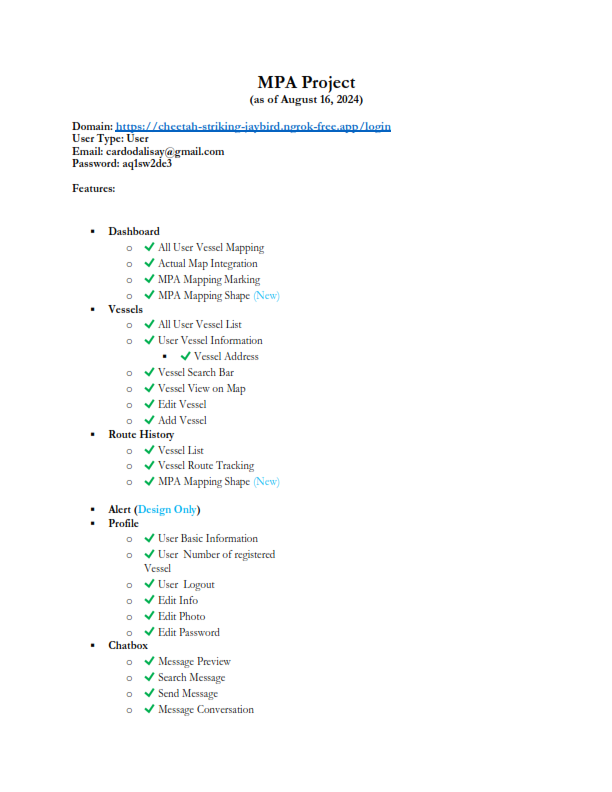 MPA Project
(as of August 16, 2024)
Domain: https://cheetah-striking-jaybird.ngrok-free.app/login
User Type: User
Email: cardodalisay@gmail.com
Password: aq1sw2de3
Features:
▪ Dashboard
o ✔ All User Vessel Mapping
o ✔ Actual Map Integration
o ✔ MPA Mapping Marking
o ✔ MPA Mapping Shape (New)
▪ Vessels
o ✔ All User Vessel List
o ✔ User Vessel Information
▪ ✔ Vessel Address
o ✔ Vessel Search Bar
o ✔ Vessel View on Map
o ✔ Edit Vessel
o ✔ Add Vessel
▪ Route History
o ✔ Vessel List
o ✔ Vessel Route Tracking
o ✔ MPA Mapping Shape (New)
▪ Alert (Design Only)
▪ Profile
o ✔ User Basic Information
o ✔ User  Number of registered
Vessel
o ✔ User  Logout
o ✔ Edit Info
o ✔ Edit Photo
o ✔ Edit Password
▪ Chatbox
o ✔ Message Preview
o ✔ Search Message
o ✔ Send Message
o ✔ Message Conversation